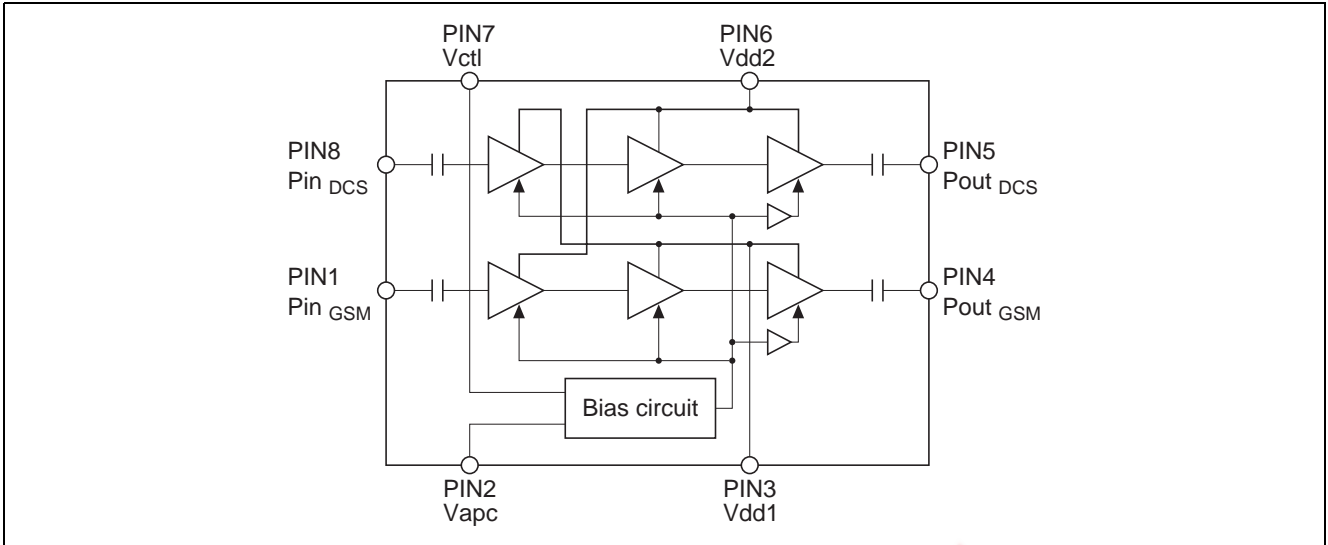 PIN7
Vctl
PIN6
Vdd2
PIN8
Pin DCS
PIN5
Pout DCS
PIN1
Pin GSM
PIN4
Pout GSM
Bias circuit
PIN2
Vapc
PIN3
Vdd1